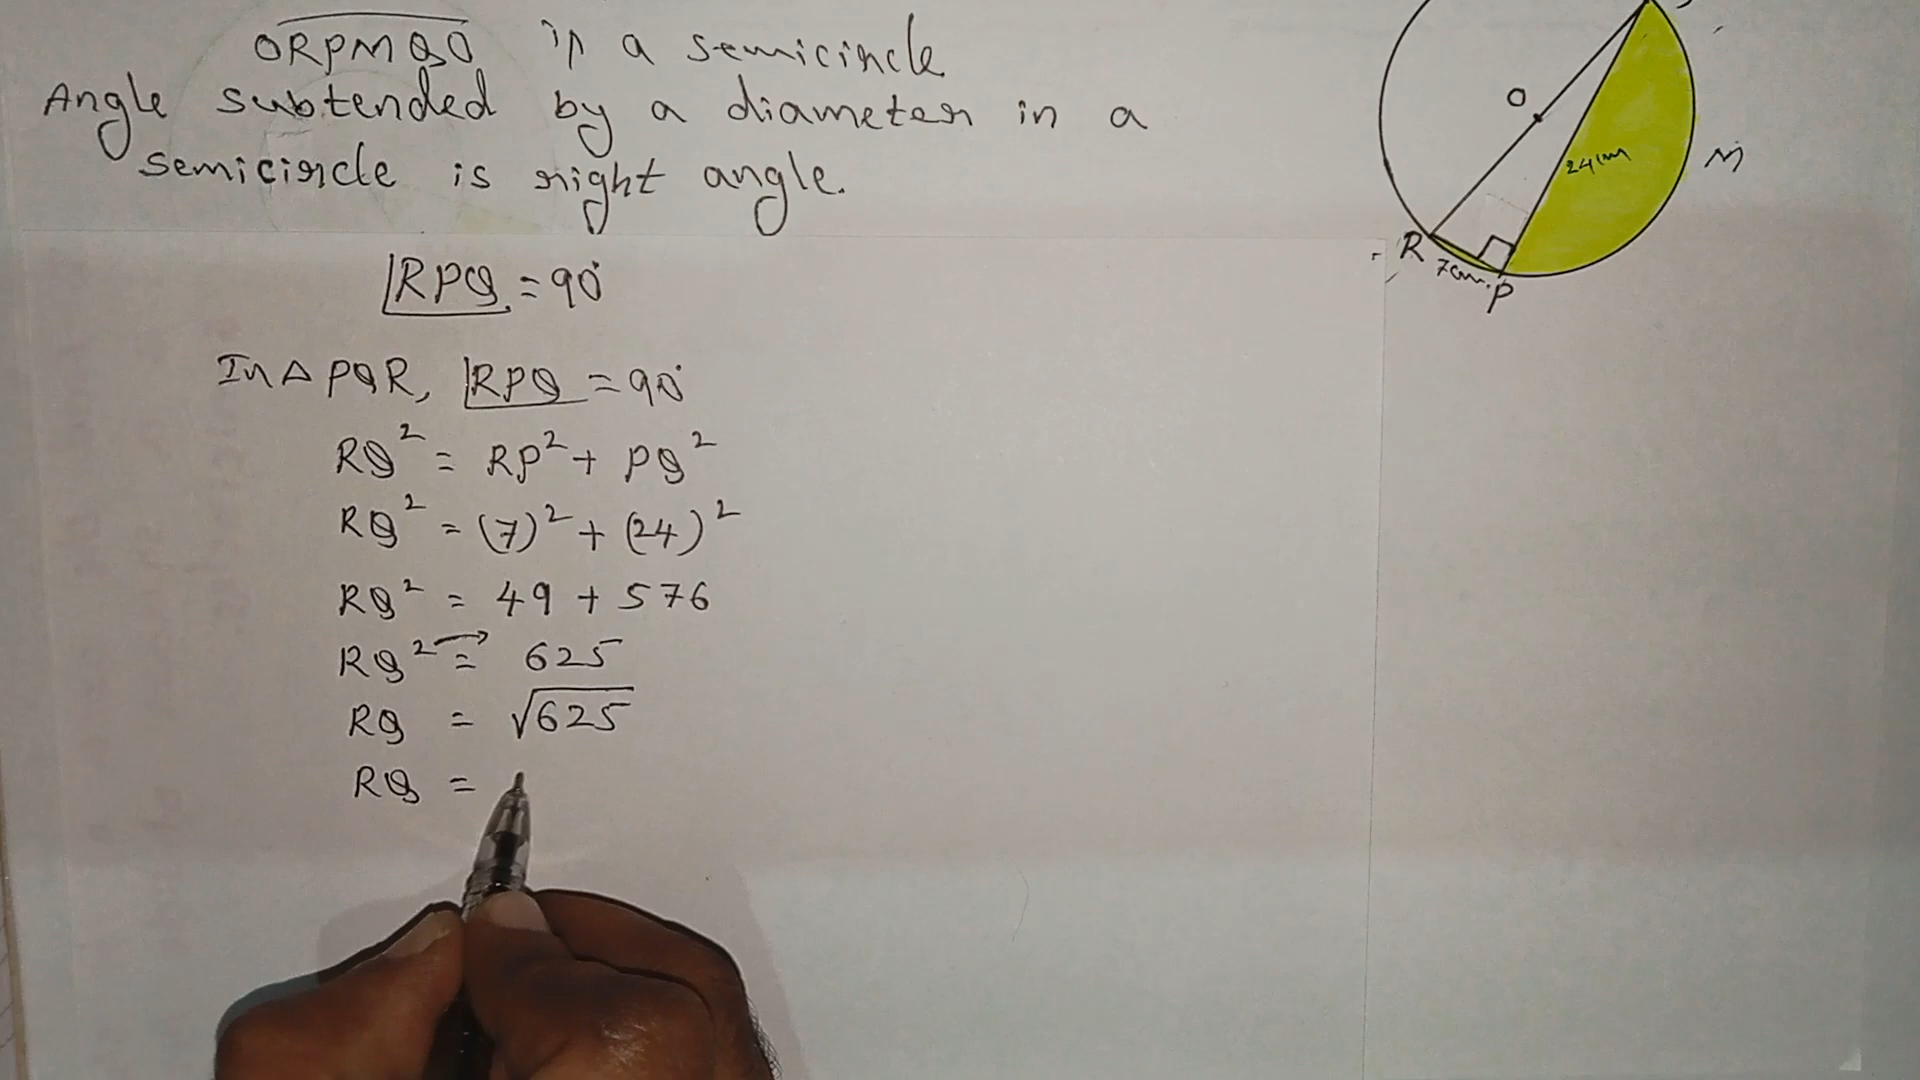 ORPMQO is a semicircle
Angle subtended by a diameter in a
semicircle is right angle.
∠RPQ = 90°
In △ PQR, ∠RPQ = 90°
RQ² = RP² + PQ²
RQ² = (7)² + (24)²
RQ² = 49 + 576
RQ² = 625
RQ = √625
RQ =
O
24cm
M
R
7cm.
P